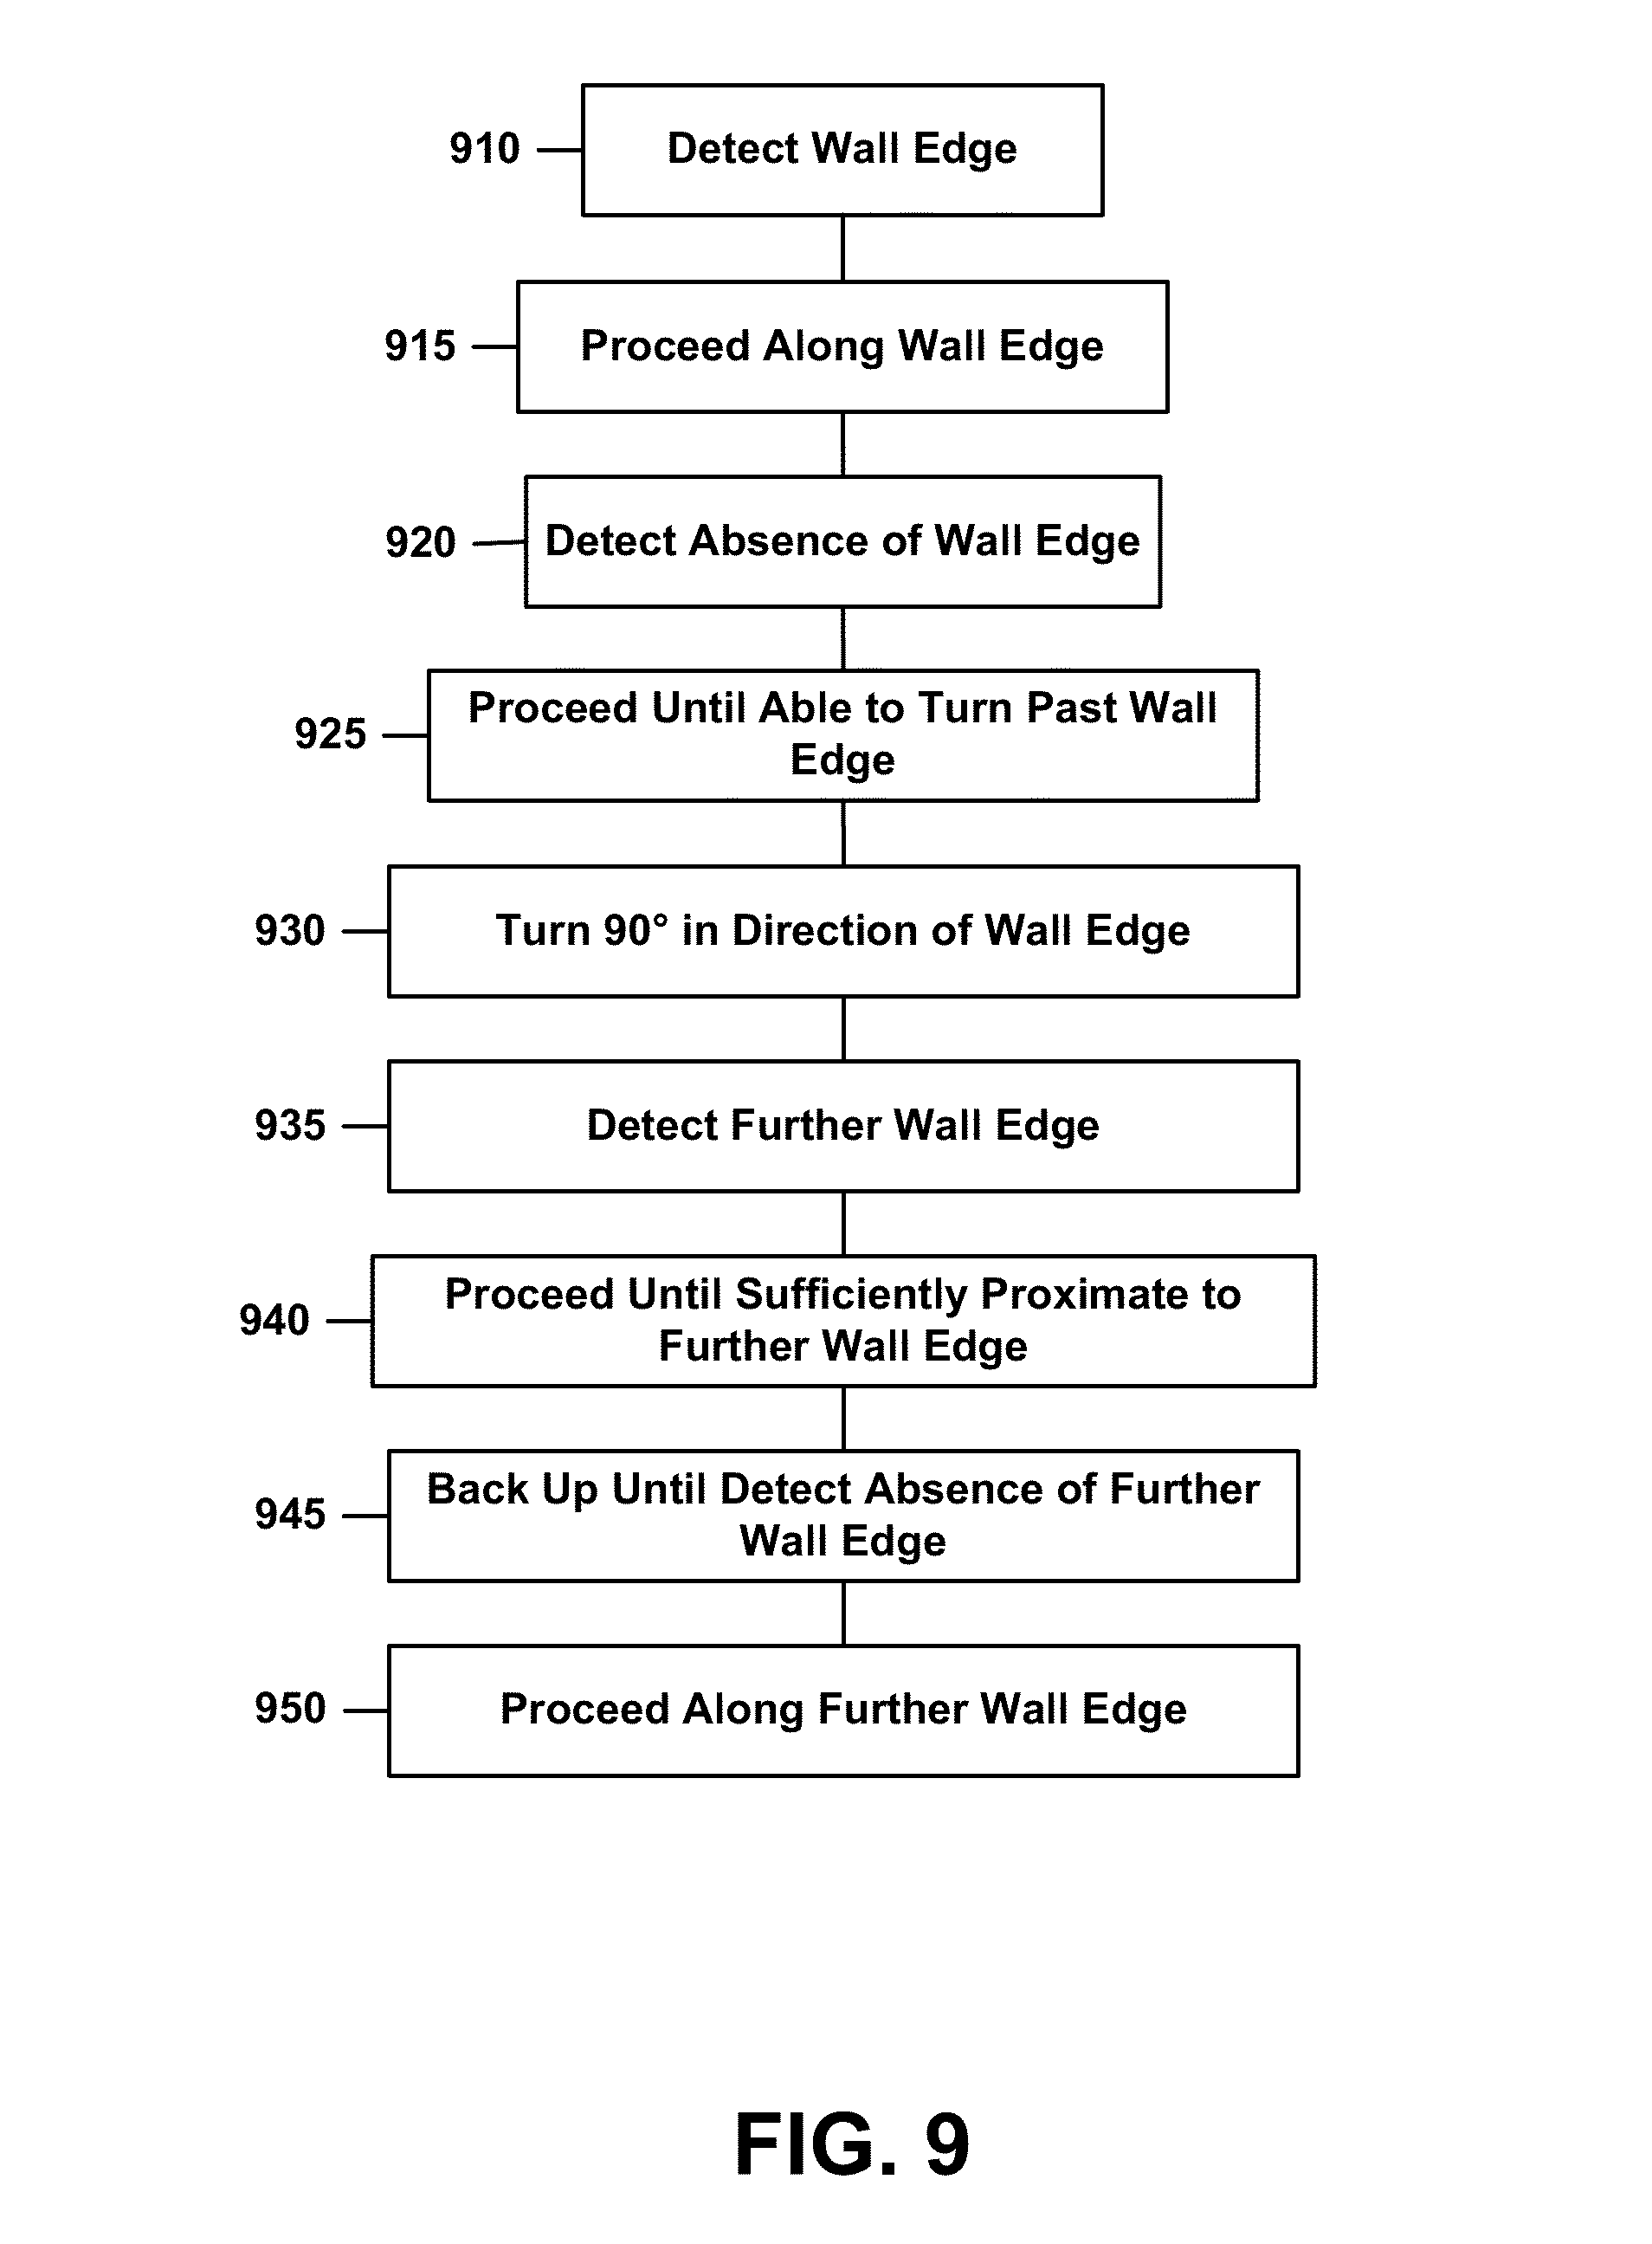 910
Detect Wall Edge
915
Proceed Along Wall Edge
920
Detect Absence of Wall Edge
925
Proceed Until Able to Turn Past Wall
Edge
930
Turn 90° in Direction of Wall Edge
935
Detect Further Wall Edge
940
Proceed Until Sufficiently Proximate to
Further Wall Edge
945
Back Up Until Detect Absence of Further
Wall Edge
950
Proceed Along Further Wall Edge
FIG. 9